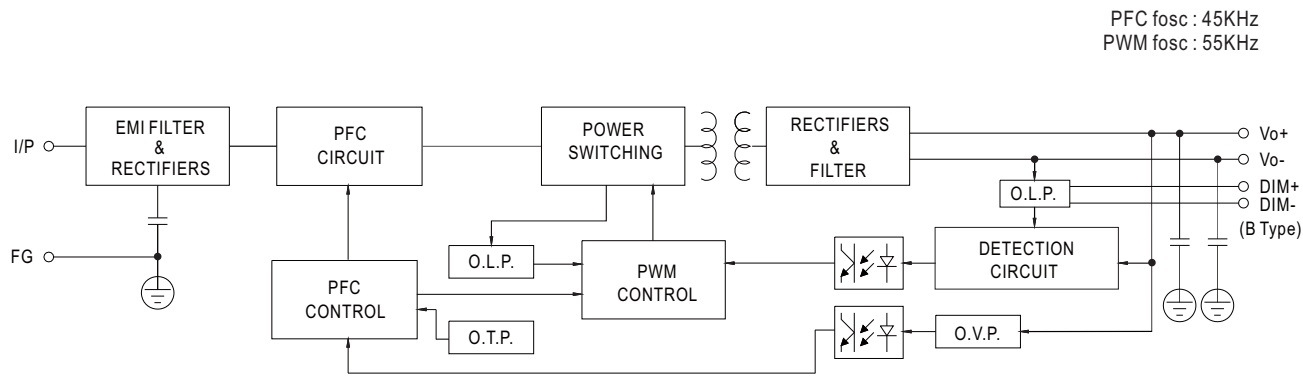 PFC fosc : 45KHz
PWM fosc : 55KHz
I/P
EMI FILTER
&
RECTIFIERS
PFC
CIRCUIT
POWER
SWITCHING
RECTIFIERS
&
FILTER
Vo+
Vo-
DIM+
DIM-
(B Type)
O.L.P.
FG
O.L.P.
PFC
CONTROL
PWM
CONTROL
DETECTION
CIRCUIT
O.T.P.
O.V.P.